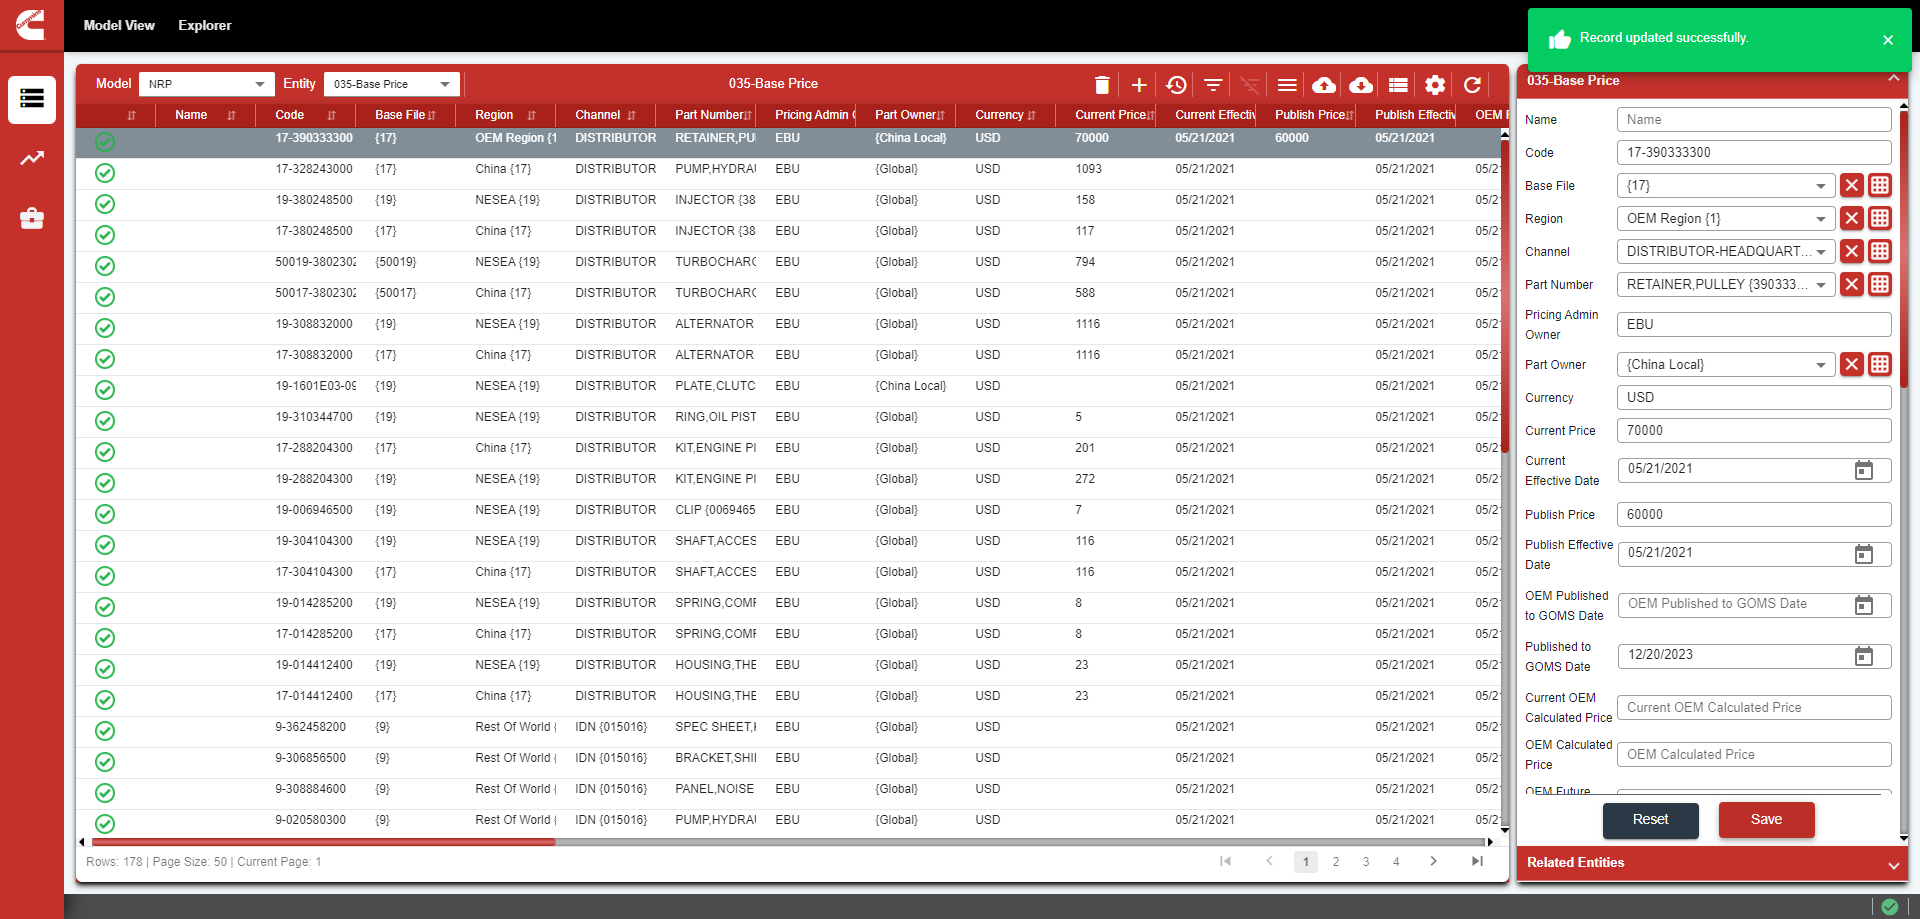 Cummins
Model View Explorer
Record updated successfully.
Model NRP Entity 035-Base Price 035-Base Price
035-Base Price
Name Code Base File Region Channel Part Number Pricing Admin Part Owner Currency Current Price Current Effectiv Publish Price Publish Effectiv OEM
17-390333300 {17} OEM Region {1 DISTRIBUTOR RETAINER,PU EBU {China Local} USD 70000 05/21/2021 60000 05/21/2021
17-328243000 {17} China {17} DISTRIBUTOR PUMP,HYDRAU EBU {Global} USD 1093 05/21/2021 05/21/2021 05/2
19-380248500 {19} NESEA {19} DISTRIBUTOR INJECTOR {38 EBU {Global} USD 158 05/21/2021 05/21/2021 05/2
17-380248500 {17} China {17} DISTRIBUTOR INJECTOR {38 EBU {Global} USD 117 05/21/2021 05/21/2021 05/2
50019-3802302 {50019} NESEA {19} DISTRIBUTOR TURBOCHARG EBU {Global} USD 794 05/21/2021 05/21/2021 05/2
50017-3802302 {50017} China {17} DISTRIBUTOR TURBOCHARG EBU {Global} USD 588 05/21/2021 05/21/2021 05/2
19-308832000 {19} NESEA {19} DISTRIBUTOR ALTERNATOR EBU {Global} USD 1116 05/21/2021 05/21/2021 05/2
17-308832000 {17} China {17} DISTRIBUTOR ALTERNATOR EBU {Global} USD 1116 05/21/2021 05/21/2021 05/2
19-1601E03-09 {19} NESEA {19} DISTRIBUTOR PLATE,CLUTC EBU {China Local} USD 05/21/2021 05/21/2021 05/2
19-310344700 {19} NESEA {19} DISTRIBUTOR RING,OIL PIST EBU {Global} USD 5 05/21/2021 05/21/2021 05/2
17-288204300 {17} China {17} DISTRIBUTOR KIT,ENGINE PI EBU {Global} USD 201 05/21/2021 05/21/2021 05/2
19-288204300 {19} NESEA {19} DISTRIBUTOR KIT,ENGINE PI EBU {Global} USD 272 05/21/2021 05/21/2021 05/2
19-006946500 {19} NESEA {19} DISTRIBUTOR CLIP {0069465 EBU {Global} USD 7 05/21/2021 05/21/2021 05/2
19-304104300 {19} NESEA {19} DISTRIBUTOR SHAFT,ACCES EBU {Global} USD 116 05/21/2021 05/21/2021 05/2
17-304104300 {17} China {17} DISTRIBUTOR SHAFT,ACCES EBU {Global} USD 116 05/21/2021 05/21/2021 05/2
19-014285200 {19} NESEA {19} DISTRIBUTOR SPRING,COMP EBU {Global} USD 8 05/21/2021 05/21/2021 05/2
17-014285200 {17} China {17} DISTRIBUTOR SPRING,COMP EBU {Global} USD 8 05/21/2021 05/21/2021 05/2
19-014412400 {19} NESEA {19} DISTRIBUTOR HOUSING,THE EBU {Global} USD 23 05/21/2021 05/21/2021 05/2
17-014412400 {17} China {17} DISTRIBUTOR HOUSING,THE EBU {Global} USD 23 05/21/2021 05/21/2021 05/2
9-362458200 {9} Rest Of World { IDN {015016} SPEC SHEET, EBU {Global} USD 05/21/2021 05/21/2021 05/2
9-306856500 {9} Rest Of World { IDN {015016} BRACKET,SHI EBU {Global} USD 05/21/2021 05/21/2021 05/2
9-308884600 {9} Rest Of World { IDN {015016} PANEL,NOISE EBU {Global} USD 05/21/2021 05/21/2021 05/2
9-020580300 {9} Rest Of World { IDN {015016} PUMP,HYDRAU EBU {Global} USD 05/21/2021 05/21/2021 05/2
Rows: 178 | Page Size: 50 | Current Page: 1
1 2 3 4
Name Name
Code 17-390333300
Base File {17}
Region OEM Region {1}
Channel DISTRIBUTOR-HEADQUART...
Part Number RETAINER,PULLEY {390333...
Pricing Admin
Owner
EBU
Part Owner {China Local}
Currency USD
Current Price 70000
Current
Effective Date
05/21/2021
Publish Price 60000
Publish Effective
Date
05/21/2021
OEM Published
to GOMS Date
OEM Published to GOMS Date
Published to
GOMS Date
12/20/2023
Current OEM
Calculated Price
Current OEM Calculated Price
OEM Calculated
Price
OEM Calculated Price
OEM Future
Reset Save
Related Entities